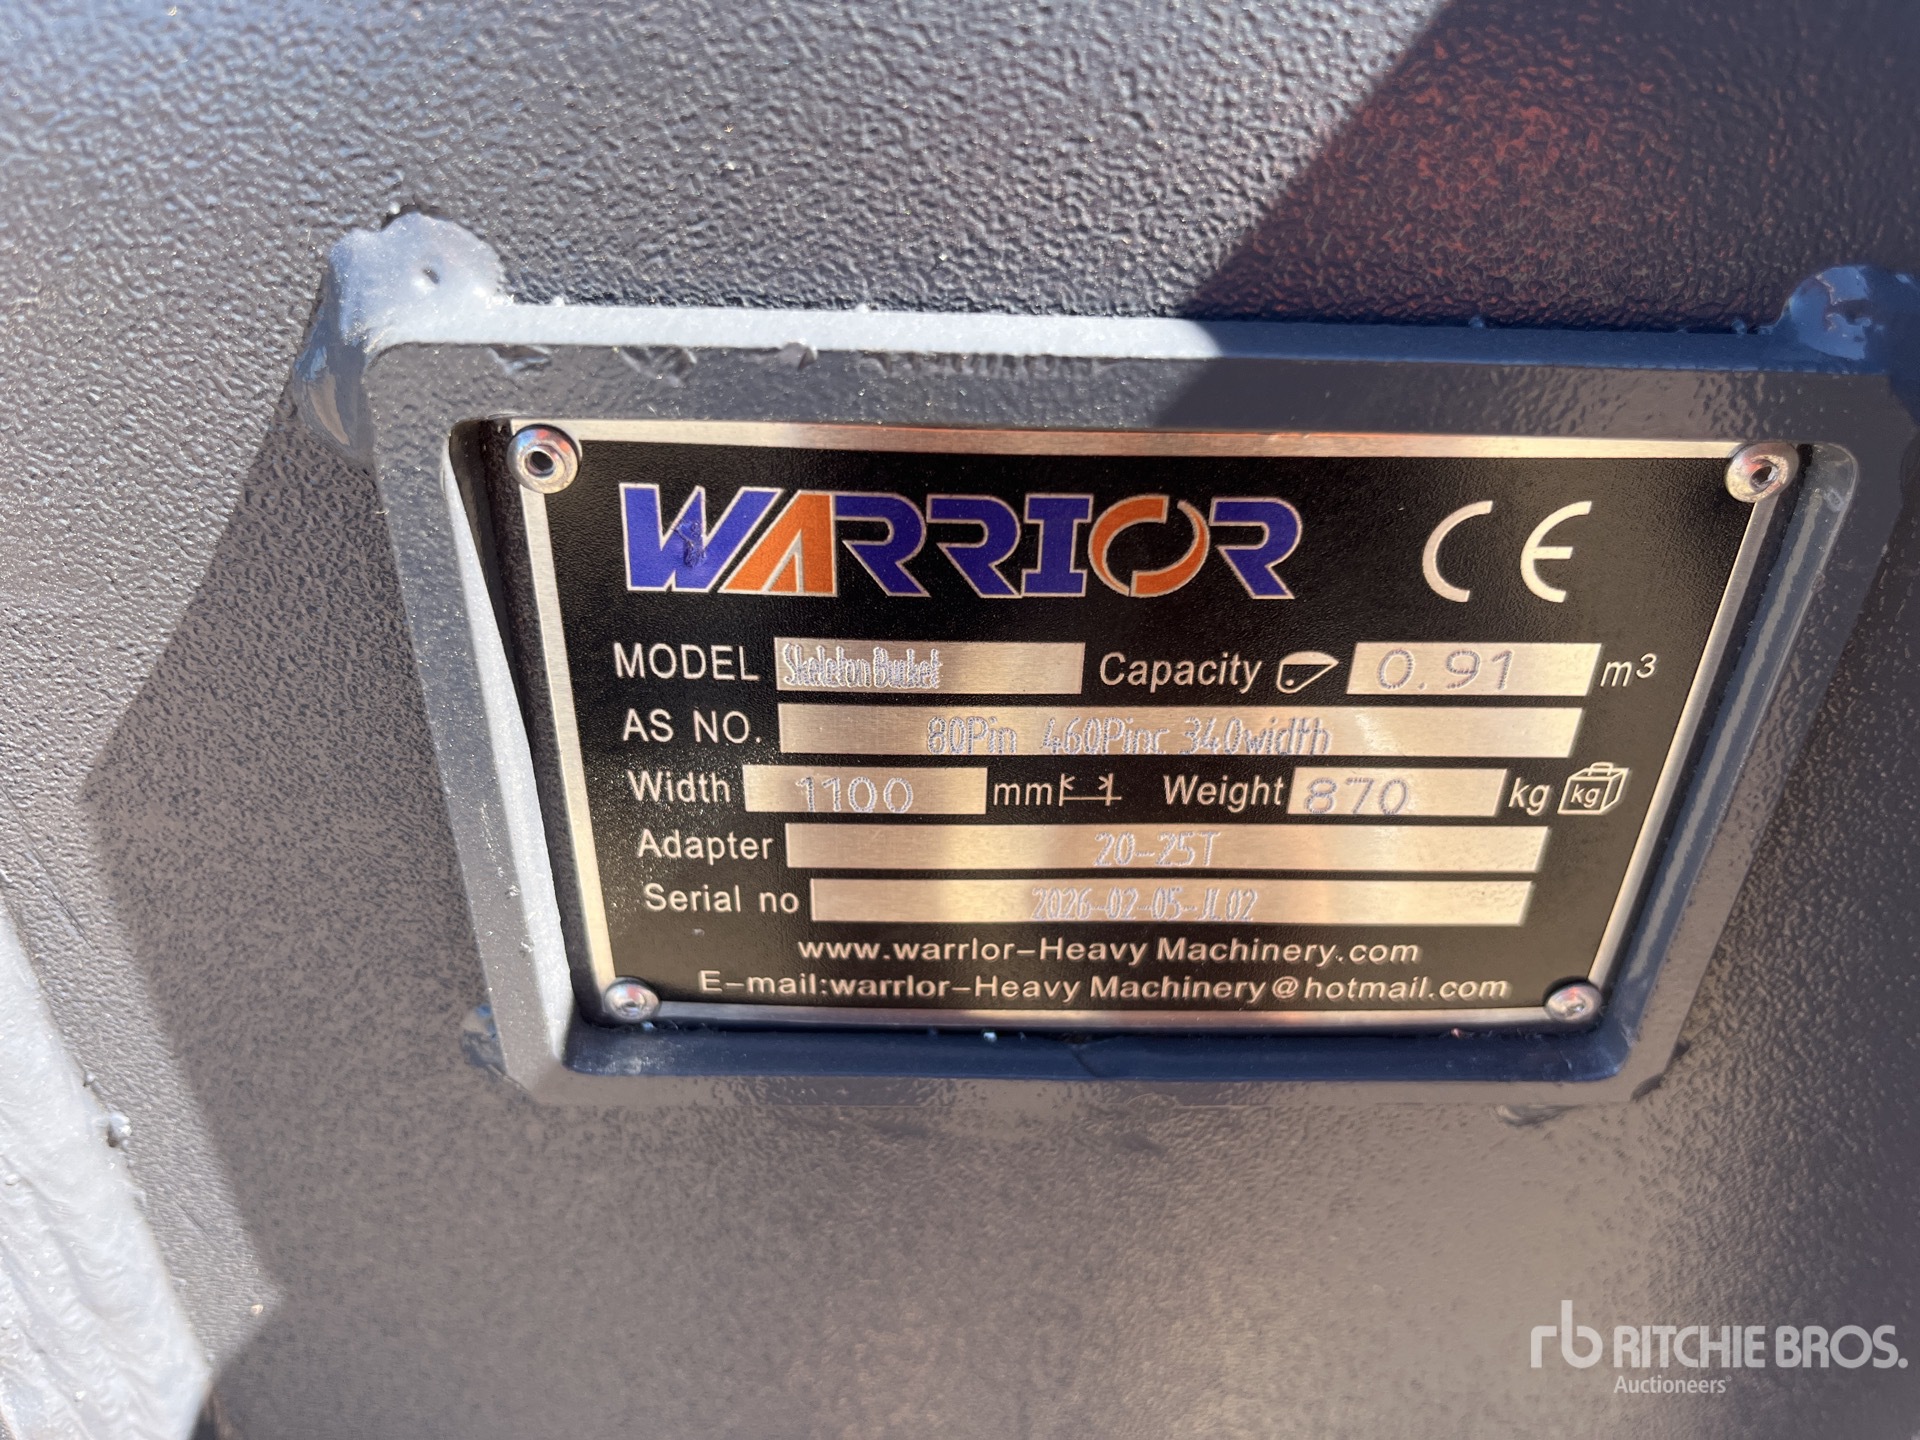 WARRIOR CE
MODEL Skeleton Bucket Capacity 0.91 m³
AS NO. 80Pin 460Pinc 340width
Width 1100 mm Weight 870 kg kg
Adapter 20-25T
Serial no 2026-02-05-JL02
www.warrlor-Heavy Machinery.com
E-mail:warrlor-Heavy Machinery@hotmail.com
rb RITCHIE BROS.
Auctioneers